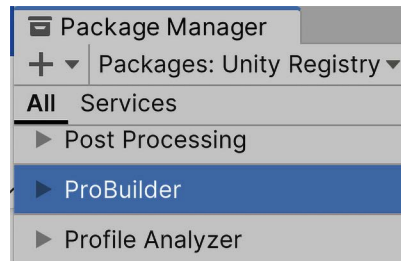 Package Manager
Packages: Unity Registry
All Services
Post Processing
ProBuilder
Profile Analyzer